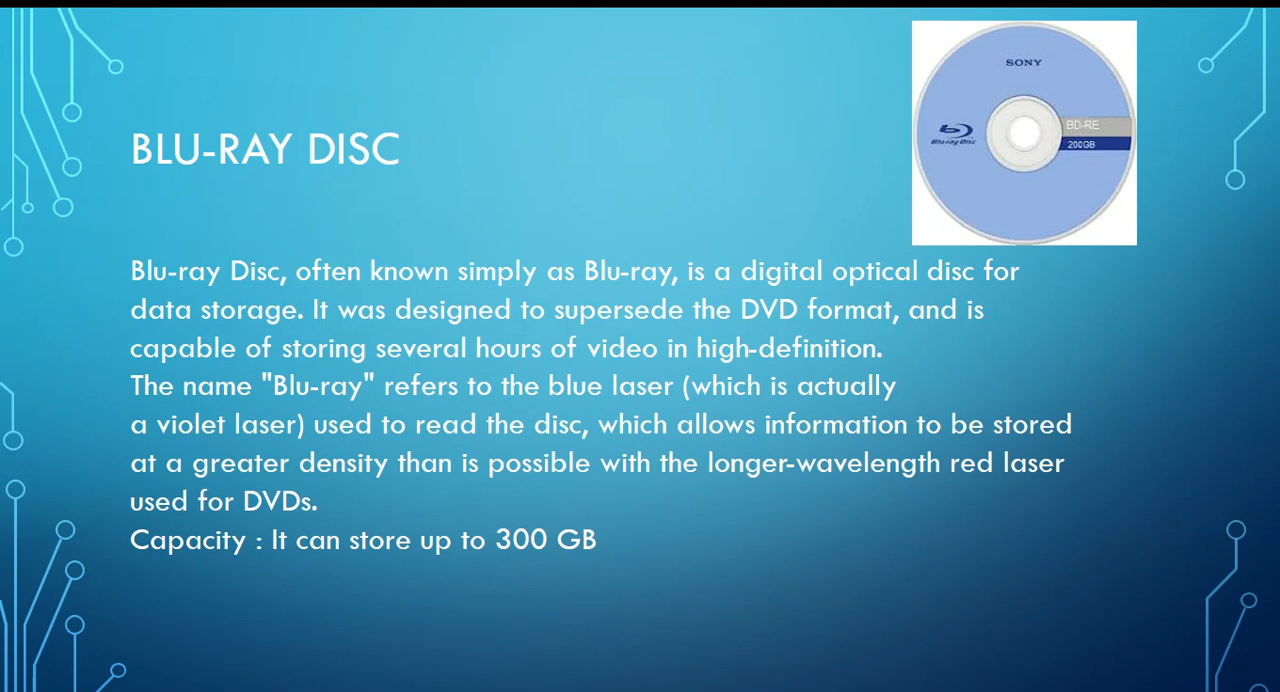 BLU-RAY DISC
SONY
Blu-ray Disc
BD-RE
200GB
Blu-ray Disc, often known simply as Blu-ray, is a digital optical disc for
data storage. It was designed to supersede the DVD format, and is
capable of storing several hours of video in high-definition.
The name "Blu-ray" refers to the blue laser (which is actually
a violet laser) used to read the disc, which allows information to be stored
at a greater density than is possible with the longer-wavelength red laser
used for DVDs.
Capacity : It can store up to 300 GB